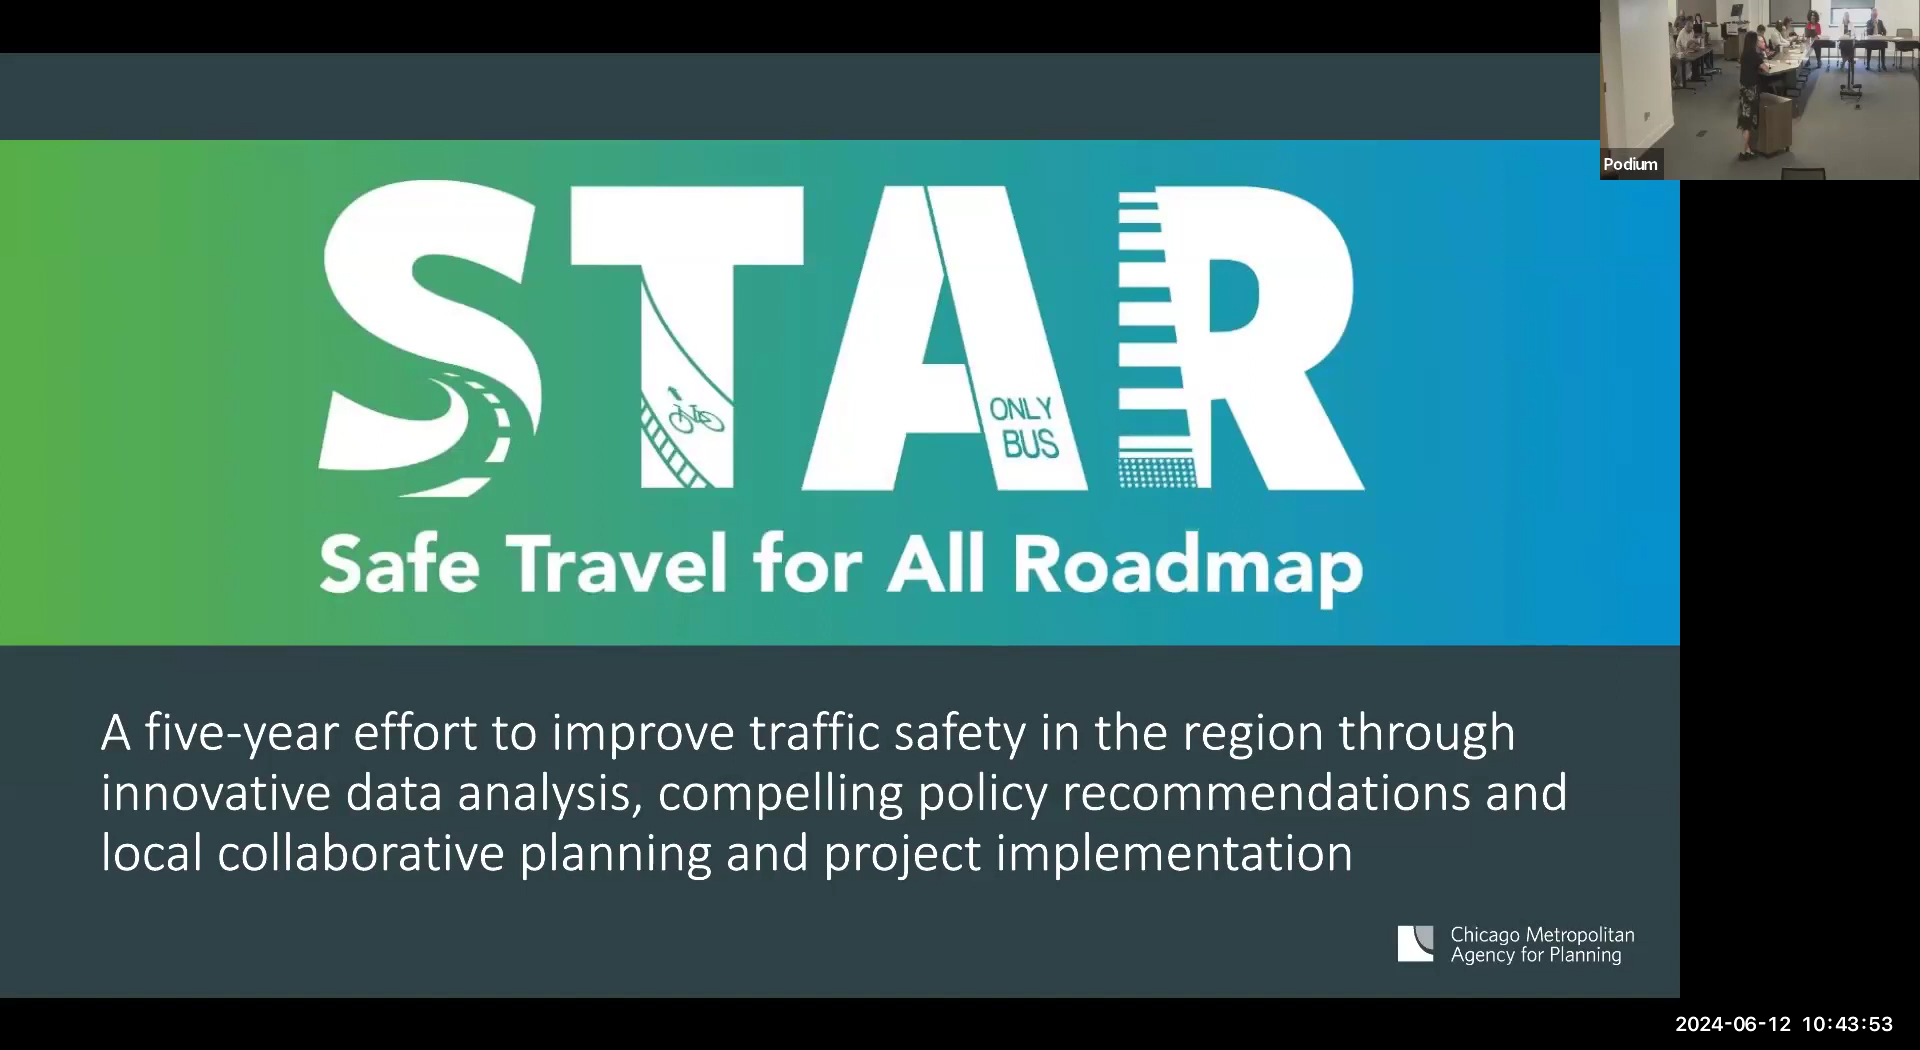 Podium
STAR
ONLY
BUS
Safe Travel for All Roadmap
A five-year effort to improve traffic safety in the region through
innovative data analysis, compelling policy recommendations and
local collaborative planning and project implementation
Chicago Metropolitan
Agency for Planning
2024-06-12 10:43:53